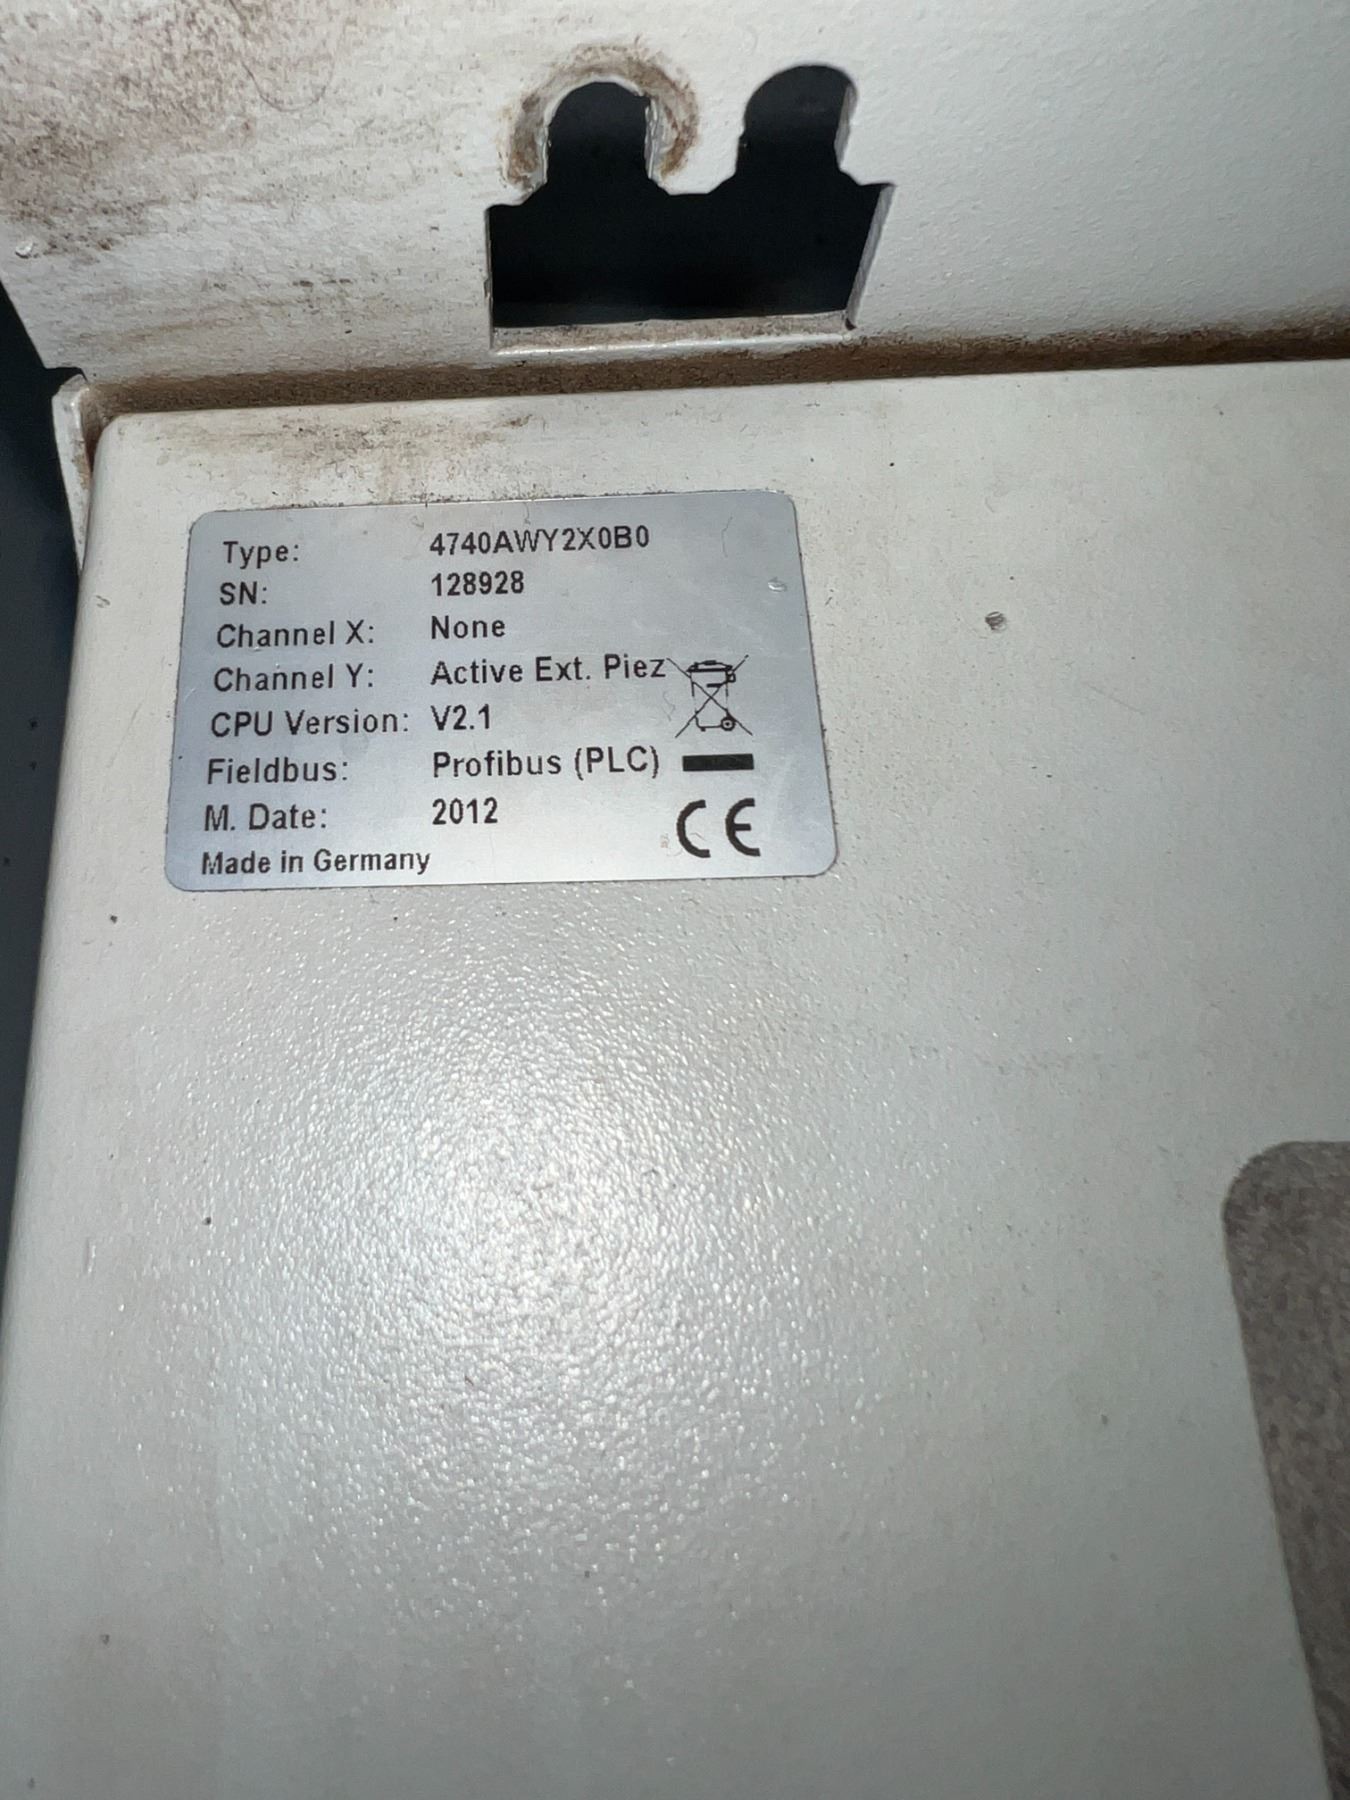 Type: 4740AWY2X0B0
SN: 128928
Channel X: None
Channel Y: Active Ext. Piez
CPU Version: V2.1
Fieldbus: Profibus (PLC)
M. Date: 2012
Made in Germany
CE